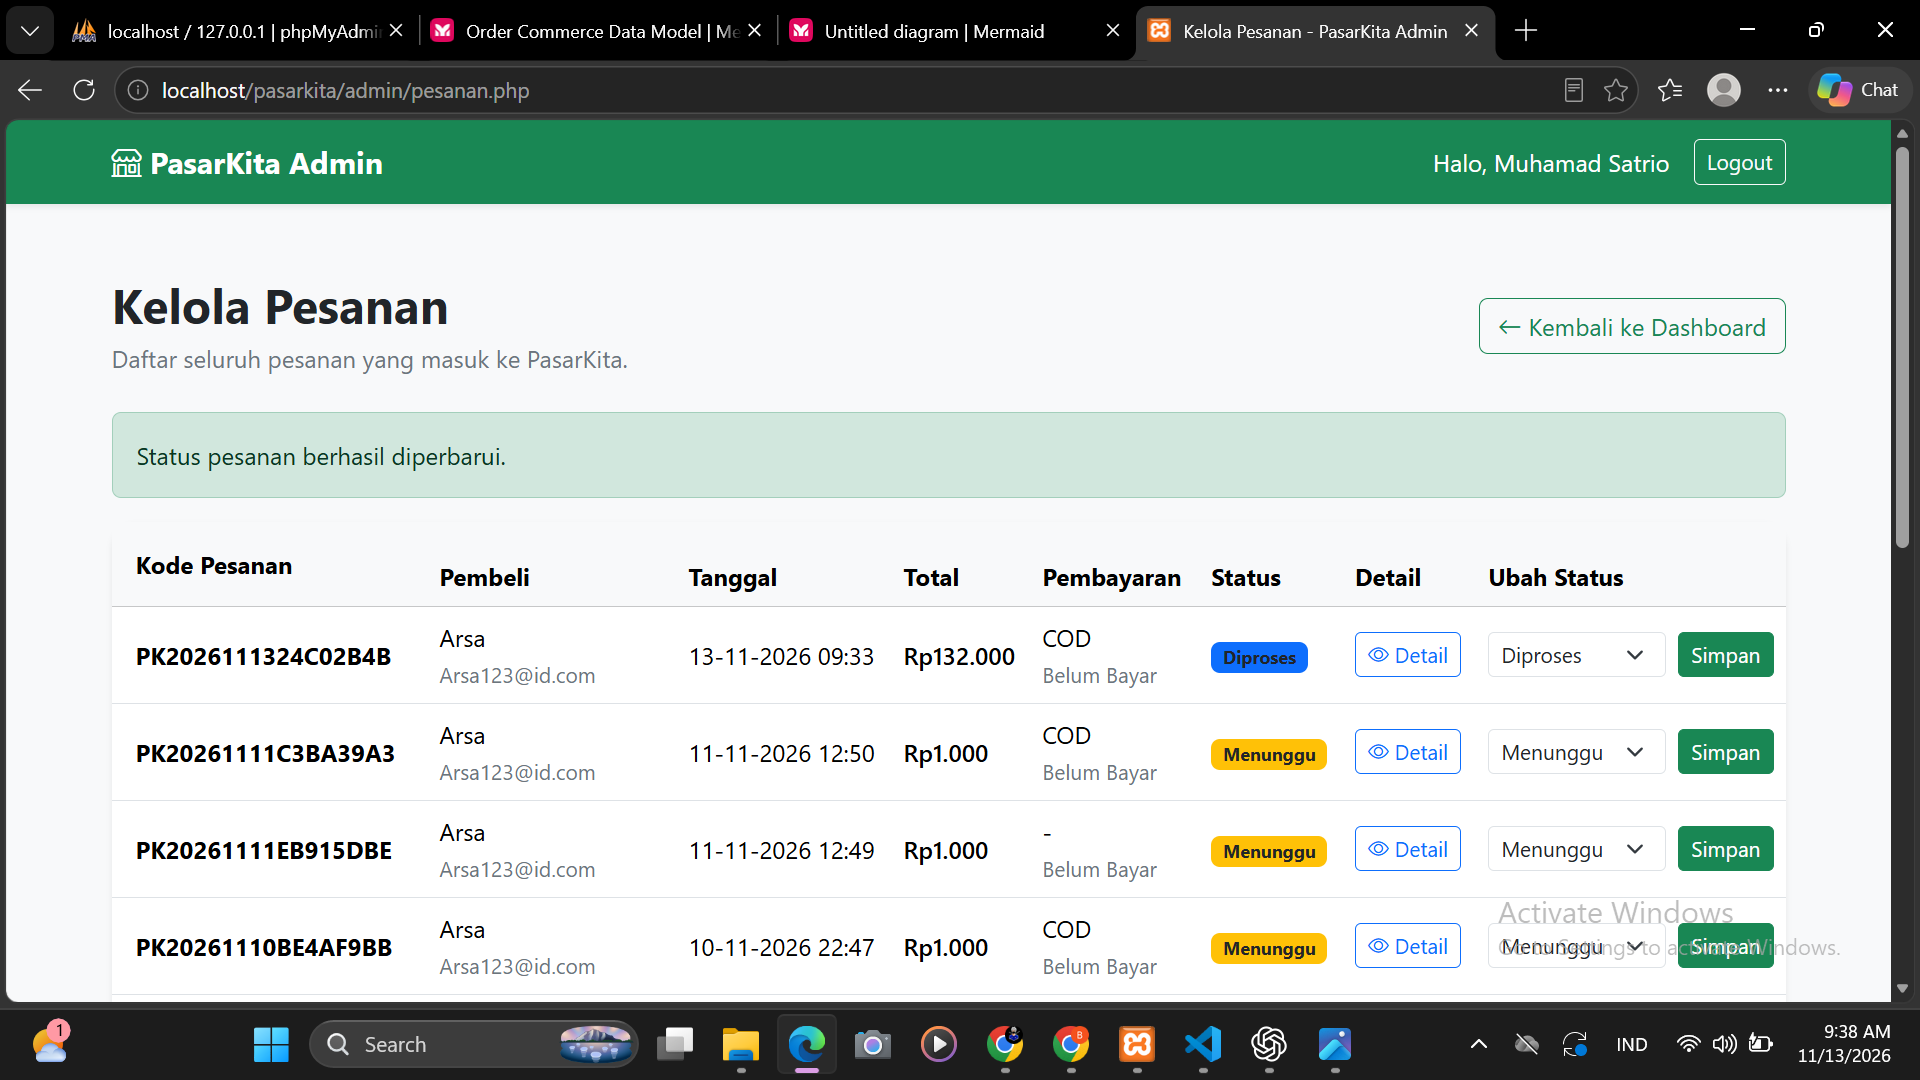 localhost / 127.0.0.1 | phpMyAdmi
Order Commerce Data Model | Me
Untitled diagram | Mermaid
Kelola Pesanan - PasarKita Admin
localhost/pasarkita/admin/pesanan.php
Chat
PasarKita Admin
Halo, Muhamad Satrio
Logout
Kelola Pesanan
Daftar seluruh pesanan yang masuk ke PasarKita.
← Kembali ke Dashboard
Status pesanan berhasil diperbarui.
Kode Pesanan Pembeli Tanggal Total Pembayaran Status Detail Ubah Status
PK2026111324C02B4B Arsa 13-11-2026 09:33 Rp132.000 COD Diproses Detail Diproses Simpan
Arsa123@id.com Belum Bayar
PK20261111C3BA39A3 Arsa 11-11-2026 12:50 Rp1.000 COD Menunggu Detail Menunggu Simpan
Arsa123@id.com Belum Bayar
PK20261111EB915DBE Arsa 11-11-2026 12:49 Rp1.000 - Menunggu Detail Menunggu Simpan
Arsa123@id.com Belum Bayar
PK20261110BE4AF9BB Arsa 10-11-2026 22:47 Rp1.000 COD Menunggu Detail Menunggu Simpan
Arsa123@id.com Belum Bayar
Activate Windows
Go to Settings to activate Windows.
1
Search
IND
9:38 AM
11/13/2026